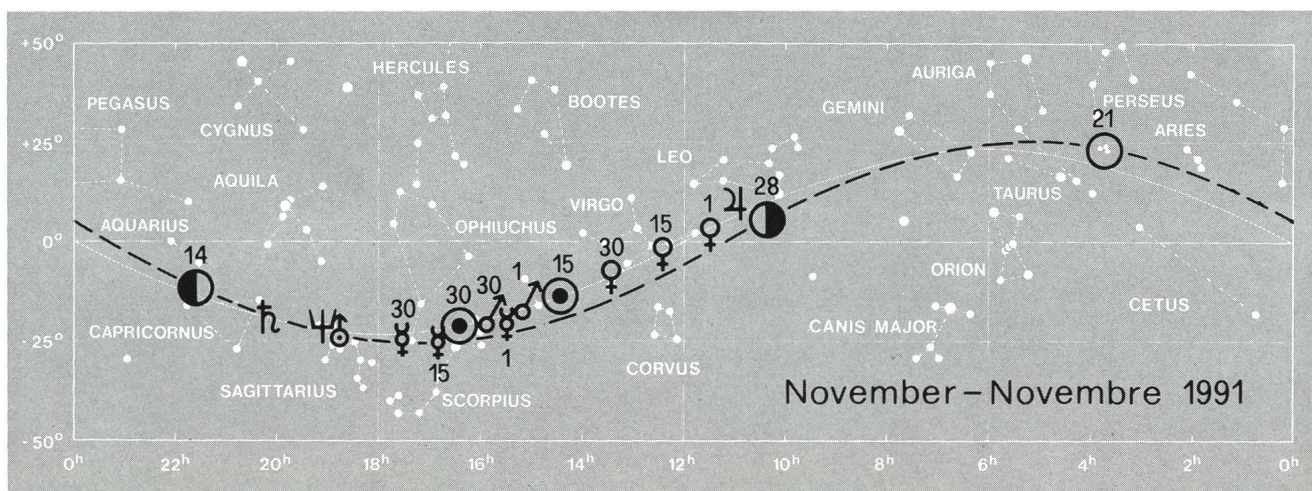 +50°
HERCULES
AURIGA
PEGASUS
BOOTES
GEMINI
PERSEUS
CYGNUS
21
+25°
ARIES
LEO
AQUILA
28
TAURUS
1
VIRGO
AQUARIUS
OPHIUCHUS
15
0°
14
30
1
15
30
30
30
ORION
CETUS
CAPRICORNUS
CANIS MAJOR
-25°
1
15
CORVUS
SAGITTARIUS
SCORPIUS
November – Novembre 1991
-50°
0h 22h 20h 18h 16h 14h 12h 10h 8h 6h 4h 2h 0h